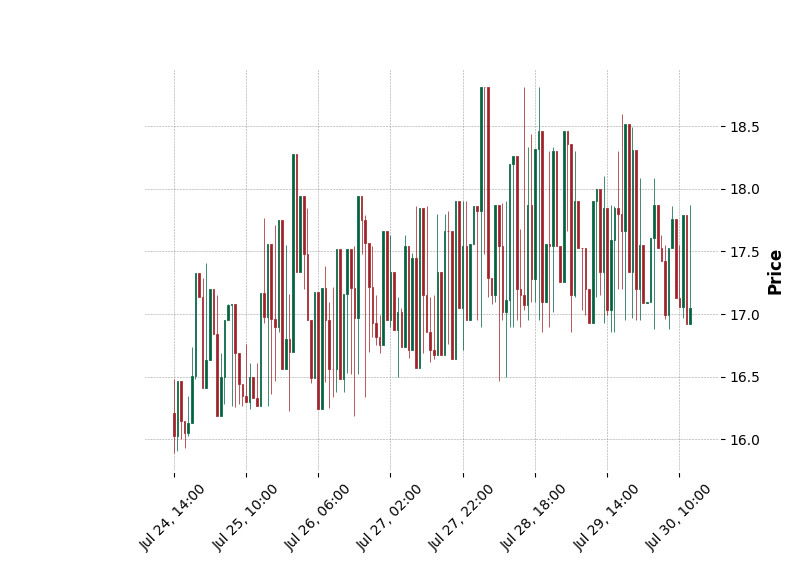 18.5
18.0
17.5
17.0
16.5
16.0
Price
Jul 24, 14:00
Jul 25, 10:00
Jul 26, 06:00
Jul 27, 02:00
Jul 27, 22:00
Jul 28, 18:00
Jul 29, 14:00
Jul 30, 10:00